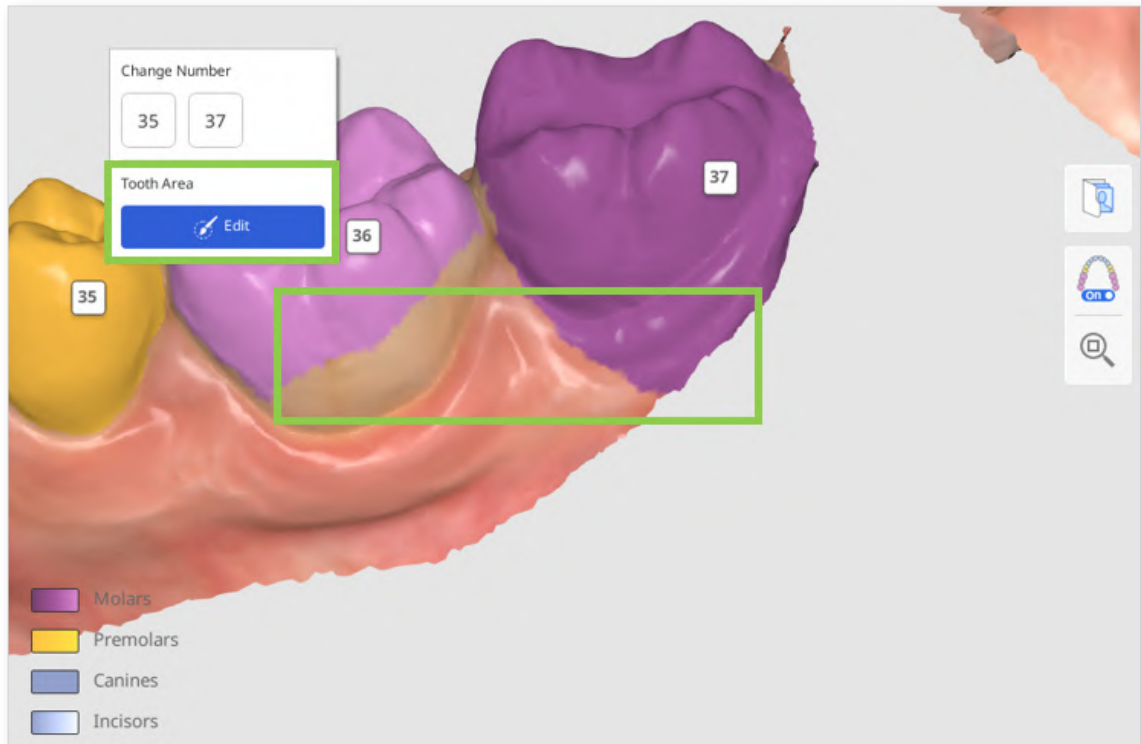 Change Number
35 37
Tooth Area
Edit
35
36
37
On
Molars
Premolars
Canines
Incisors